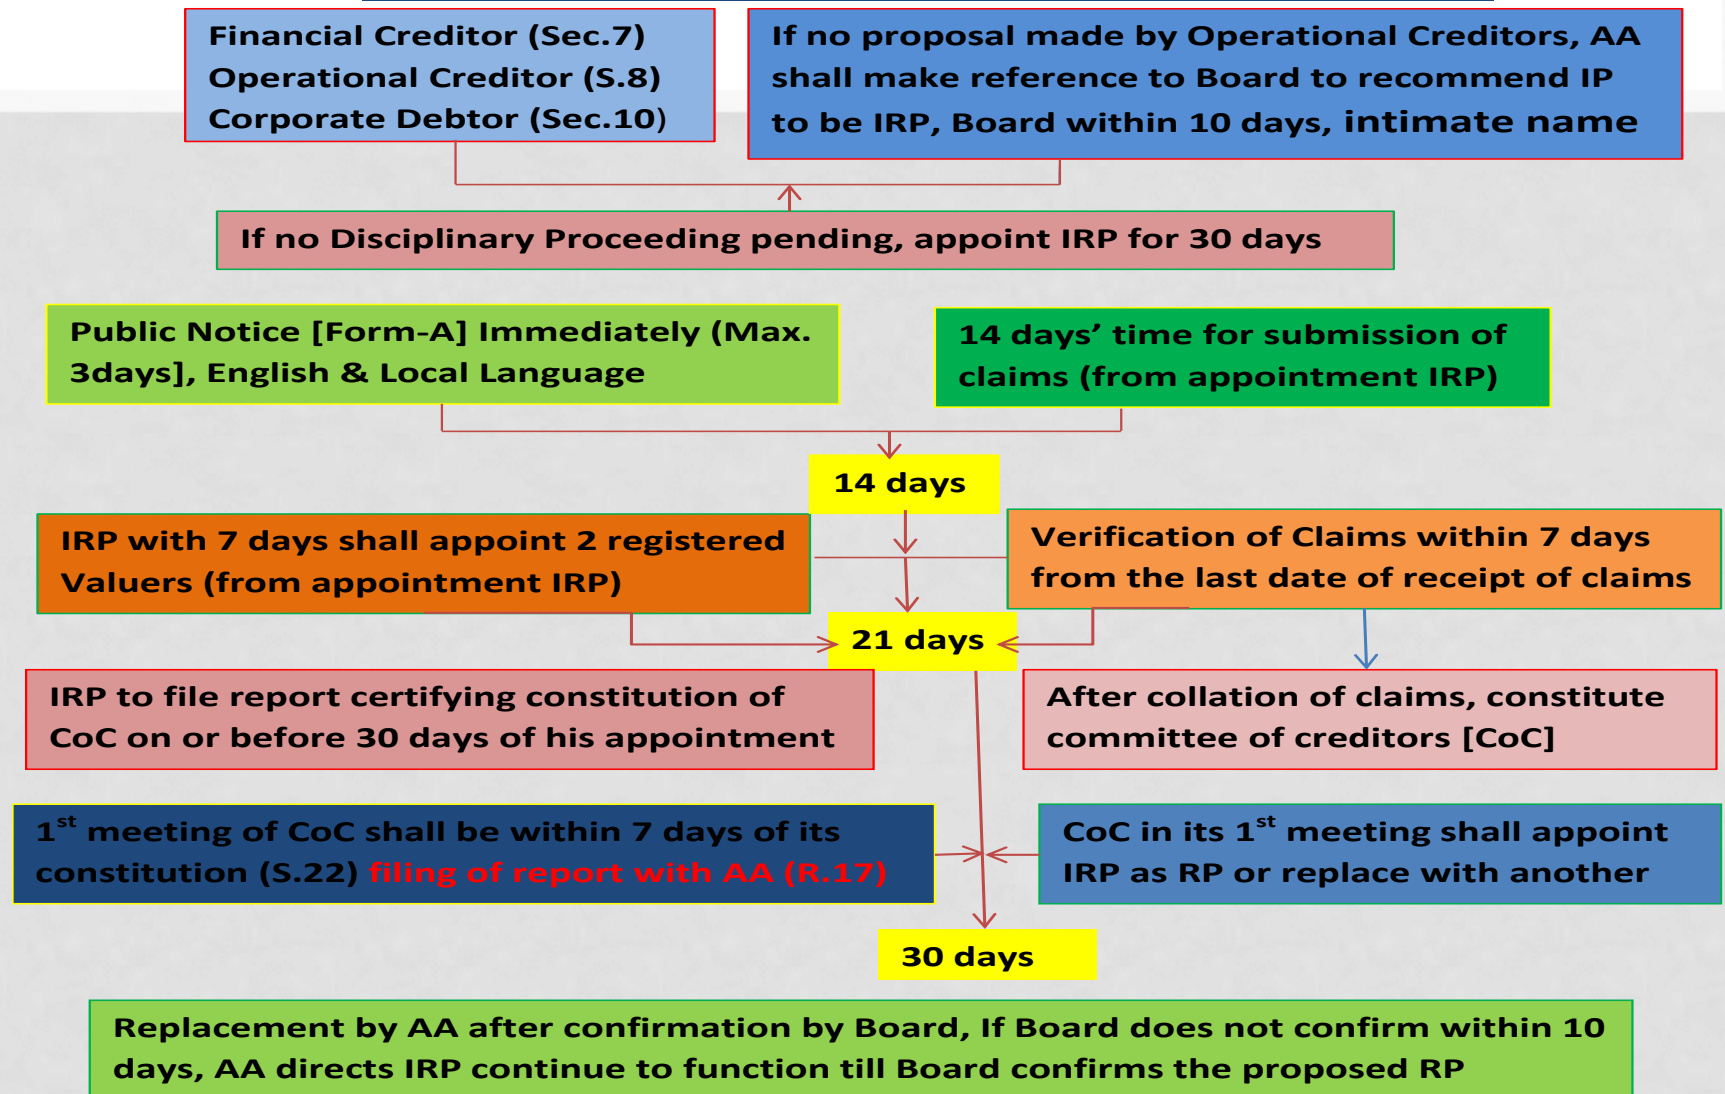 Financial Creditor (Sec.7)
Operational Creditor (S.8)
Corporate Debtor (Sec.10)
If no proposal made by Operational Creditors, AA
shall make reference to Board to recommend IP
to be IRP, Board within 10 days, intimate name
If no Disciplinary Proceeding pending, appoint IRP for 30 days
Public Notice [Form-A] Immediately (Max.
3days], English & Local Language
14 days’ time for submission of
claims (from appointment IRP)
14 days
IRP with 7 days shall appoint 2 registered
Valuers (from appointment IRP)
Verification of Claims within 7 days
from the last date of receipt of claims
21 days
IRP to file report certifying constitution of
CoC on or before 30 days of his appointment
After collation of claims, constitute
committee of creditors [CoC]
1st meeting of CoC shall be within 7 days of its
constitution (S.22) filing of report with AA (R.17)
CoC in its 1st meeting shall appoint
IRP as RP or replace with another
30 days
Replacement by AA after confirmation by Board, If Board does not confirm within 10
days, AA directs IRP continue to function till Board confirms the proposed RP